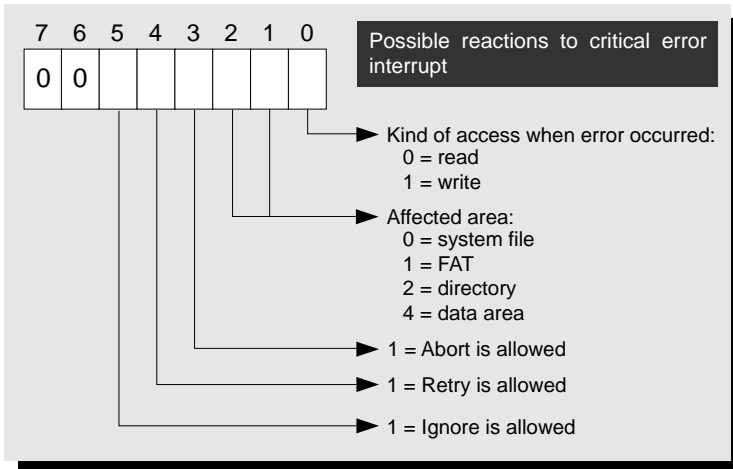 7 6 5 4 3 2 1 0
0 0
Possible reactions to critical error
interrupt
Kind of access when error occurred:
0 = read
1 = write
Affected area:
0 = system file
1 = FAT
2 = directory
4 = data area
1 = Abort is allowed
1 = Retry is allowed
1 = Ignore is allowed